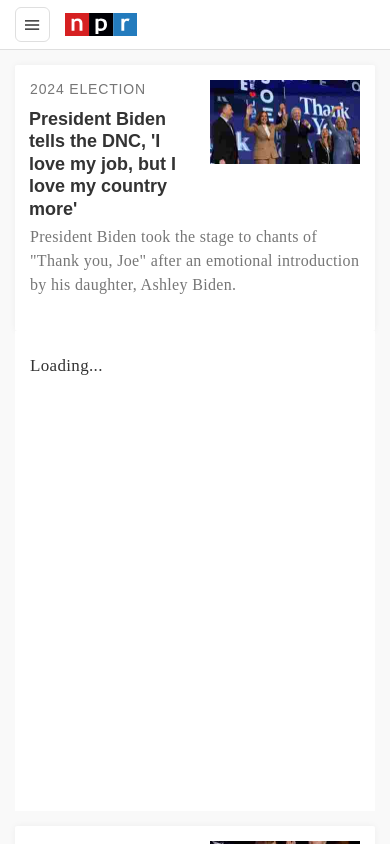 npr
2024 ELECTION
President Biden
tells the DNC, 'I
love my job, but I
love my country
more'
Thank
President Biden took the stage to chants of
"Thank you, Joe" after an emotional introduction
by his daughter, Ashley Biden.
Loading...